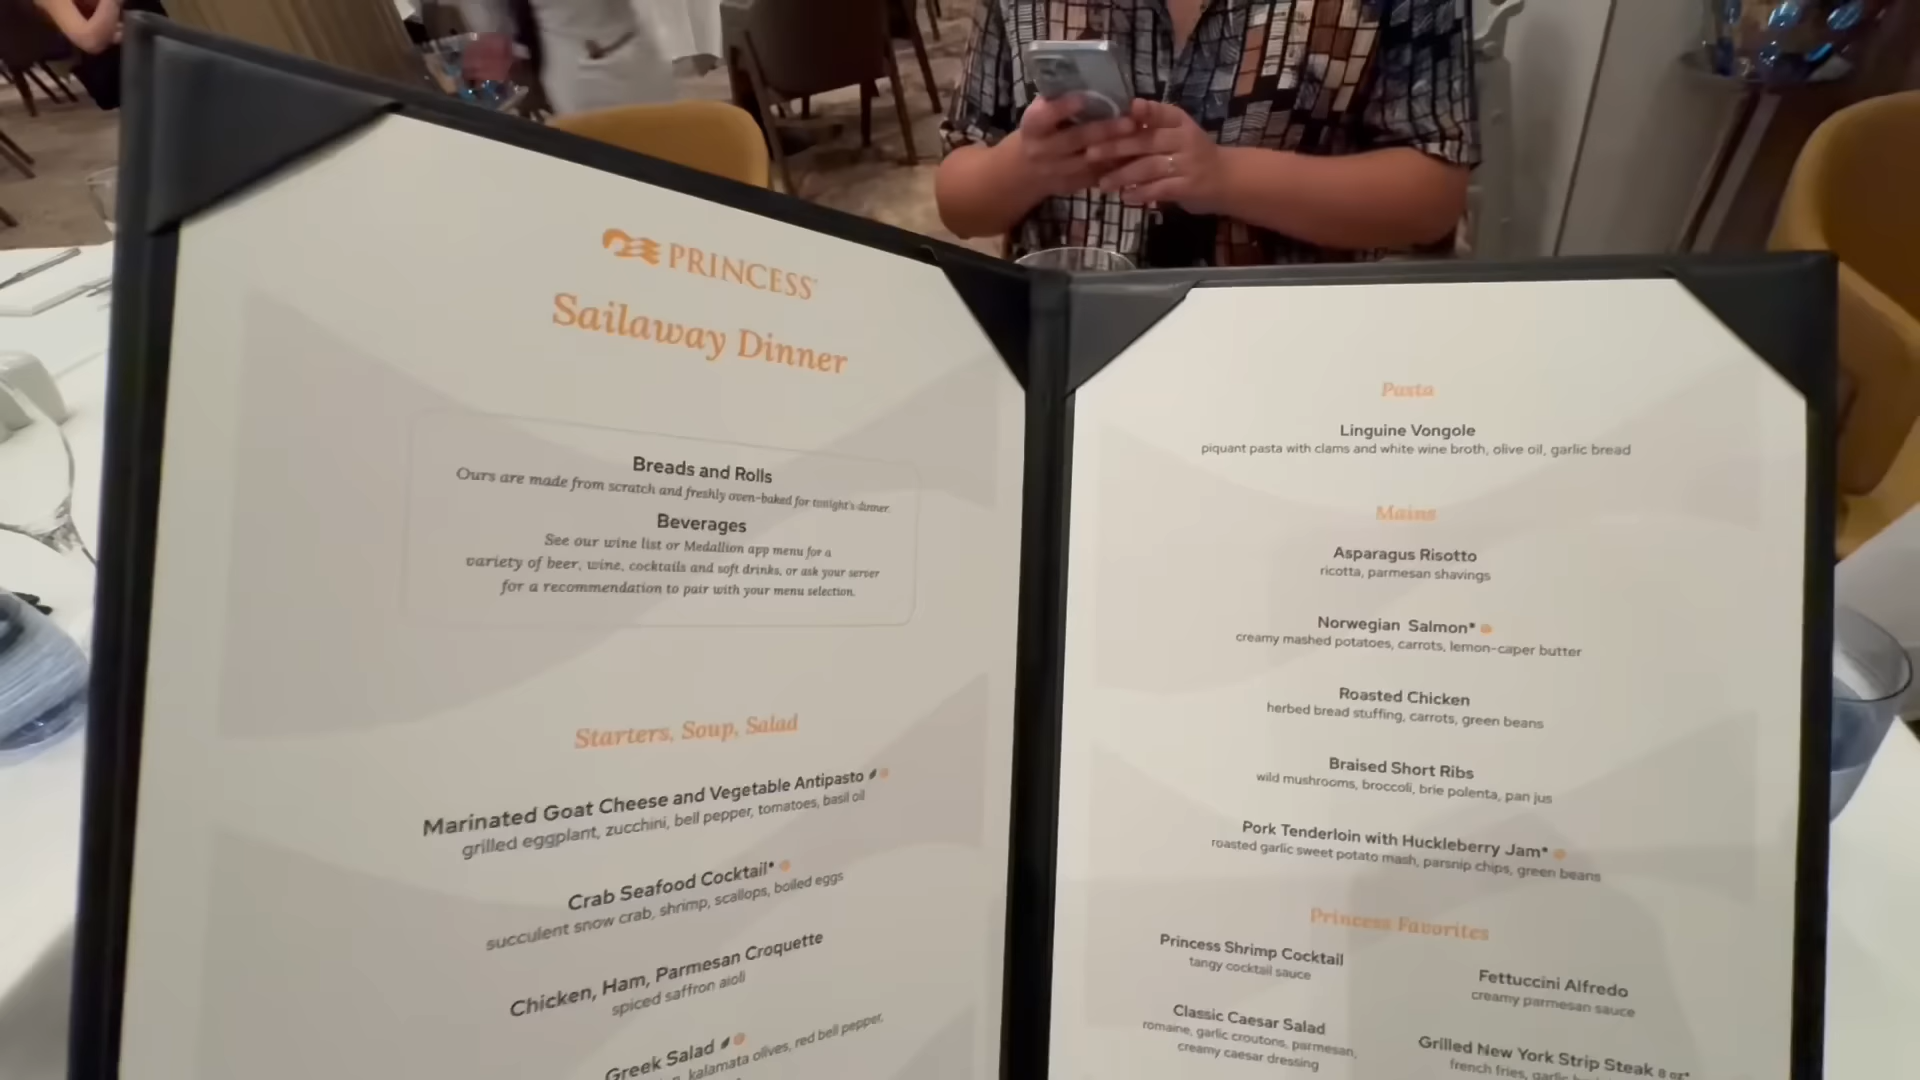 PRINCESS
Sailaway Dinner
Breads and Rolls
Ours are made from scratch and freshly oven-baked for tonight's dinner.
Beverages
See our wine list or Medallion app menu for a
variety of beer, wine, cocktails and soft drinks, or ask your server
for a recommendation to pair with your menu selection.
Starters, Soup, Salad
Marinated Goat Cheese and Vegetable Antipasto
grilled eggplant, zucchini, bell pepper, tomatoes, basil oil
Crab Seafood Cocktail*
succulent snow crab, shrimp, scallops, boiled eggs
Chicken, Ham, Parmesan Croquette
spiced saffron aioli
Greek Salad
kalamata olives, red bell pepper,
Pasta
Linguine Vongole
piquant pasta with clams and white wine broth, olive oil, garlic bread
Mains
Asparagus Risotto
ricotta, parmesan shavings
Norwegian Salmon*
creamy mashed potatoes, carrots, lemon-caper butter
Roasted Chicken
herbed bread stuffing, carrots, green beans
Braised Short Ribs
wild mushrooms, broccoli, brie polenta, pan jus
Pork Tenderloin with Huckleberry Jam*
roasted garlic sweet potato mash, parsnip chips, green beans
Princess Favorites
Princess Shrimp Cocktail
tangy cocktail sauce
Classic Caesar Salad
romaine, garlic croutons, parmesan,
creamy caesar dressing
Fettuccini Alfredo
creamy parmesan sauce
Grilled New York Strip Steak 8 oz*
french fries, garlic